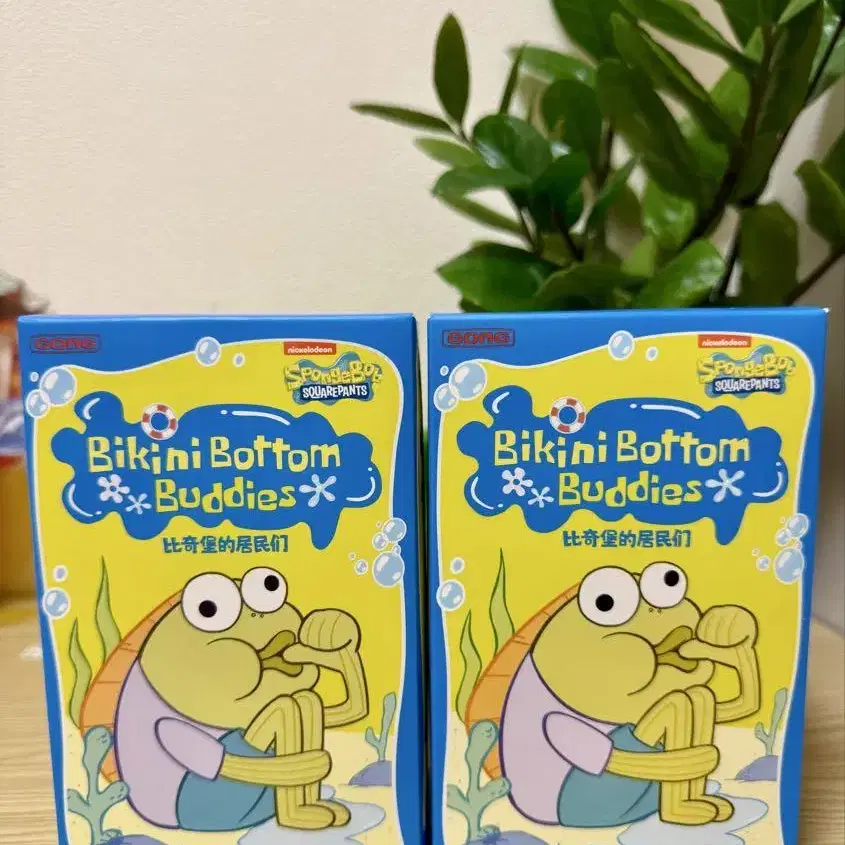 GONG
nickelodeon
SpongeBob
SQUAREPANTS
Bikini Bottom
Buddies
比奇堡的居民们
GONG
nickelodeon
SpongeBob
SQUAREPANTS
Bikini Bottom
Buddies
比奇堡的居民们